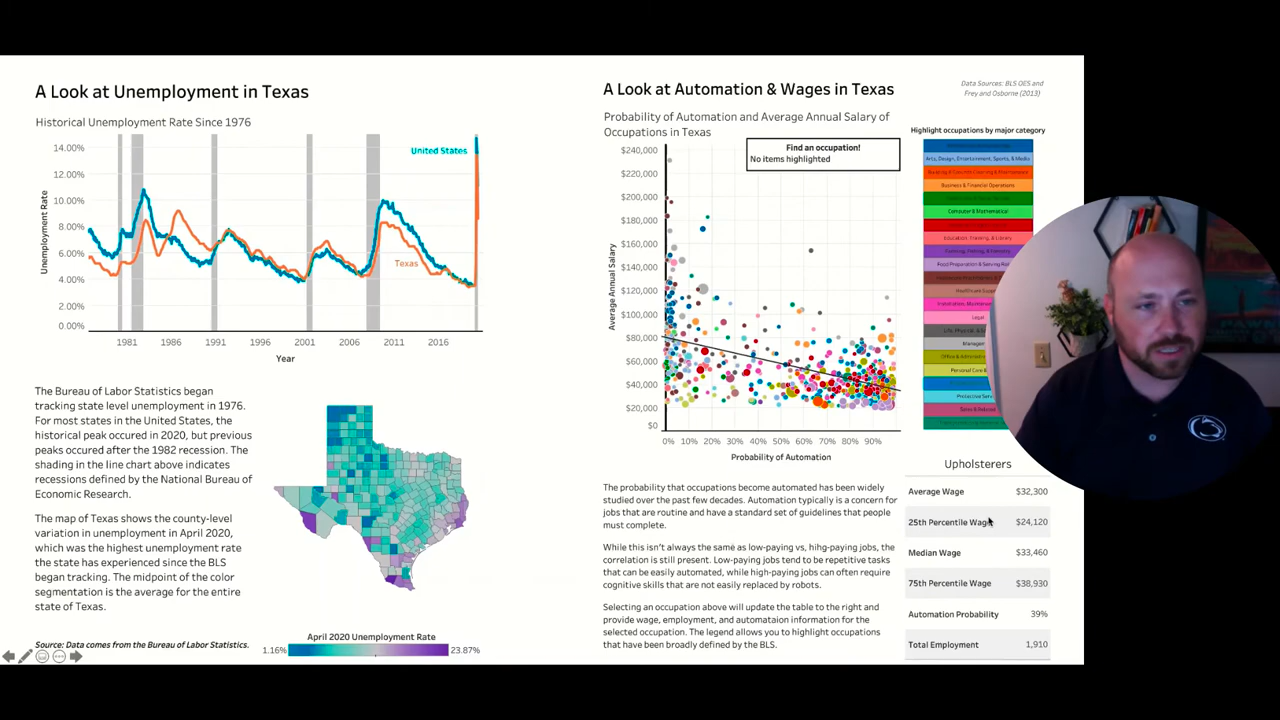 A Look at Unemployment in Texas
Historical Unemployment Rate Since 1976
14.00%
12.00%
10.00%
8.00%
6.00%
4.00%
2.00%
0.00%
Unemployment Rate
United States
Texas
1981
1986
1991
1996
2001
2006
2011
2016
Year
The Bureau of Labor Statistics began
tracking state level unemployment in 1976.
For most states in the United States, the
historical peak occured in 2020, but previous
peaks occured after the 1982 recession. The
shading in the line chart above indicates
recessions defined by the National Bureau of
Economic Research.
The map of Texas shows the county-level
variation in unemployment in April 2020,
which was the highest unemployment rate
the state has experienced since the BLS
began tracking. The midpoint of the color
segmentation is the average for the entire
state of Texas.
Source: Data comes from the Bureau of Labor Statistics.
April 2020 Unemployment Rate
1.16%
23.87%
A Look at Automation & Wages in Texas
Data Sources: BLS OES and
Frey and Osborne (2013)
Probability of Automation and Average Annual Salary of
Occupations in Texas
Find an occupation!
No items highlighted
$240,000
$220,000
$200,000
$180,000
$160,000
$140,000
$120,000
$100,000
$80,000
$60,000
$40,000
$20,000
$0
Average Annual Salary
0%
10%
20%
30%
40%
50%
60%
70%
80%
90%
Probability of Automation
Highlight occupations by major category
Arts, Design, Entertainment, Sports, & Media
Business & Financial Operations
Computer & Mathematical
Education, Training, & Library
Food Preparation & Serving
Healthcare
Legal
Life, Physical, &
Personal Care
Protective
Sales &
The probability that occupations become automated has been widely
studied over the past few decades. Automation typically is a concern for
jobs that are routine and have a standard set of guidelines that people
must complete.
While this isn't always the same as low-paying vs, hihg-paying jobs, the
correlation is still present. Low-paying jobs tend to be repetitive tasks
that can be easily automated, while high-paying jobs can often require
cognitive skills that are not easily replaced by robots.
Selecting an occupation above will update the table to the right and
provide wage, employment, and automataion information for the
selected occupation. The legend allows you to highlight occupations
that have been broadly defined by the BLS.
Upholsterers
Average Wage $32,300
25th Percentile Wage $24,120
Median Wage $33,460
75th Percentile Wage $38,930
Automation Probability 39%
Total Employment 1,910